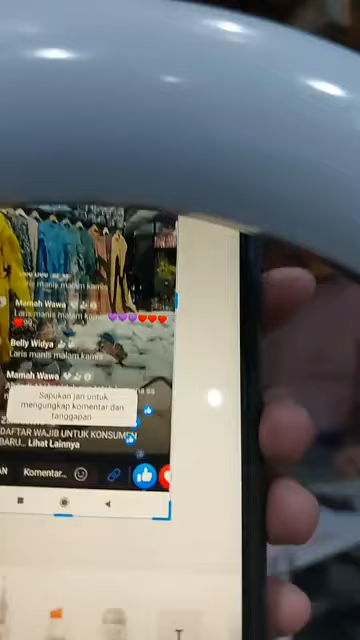 Mamah Wawa
Laris manis malam kamis
Relly Widya
Laris manis malam kamis
Mamah Wawa
Sapukan jari untuk
mengungkap komentar dan
tanggapan
DAFTAR WAJIB UNTUK KONSUMEN
BARU... Lihat Lainnya
Komentar...
T